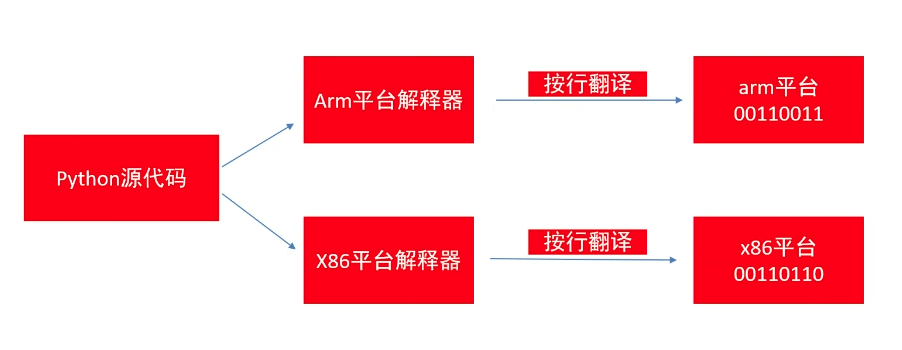 Python源代码
Arm平台解释器
按行翻译
arm平台
00110011
X86平台解释器
按行翻译
x86平台
00110110